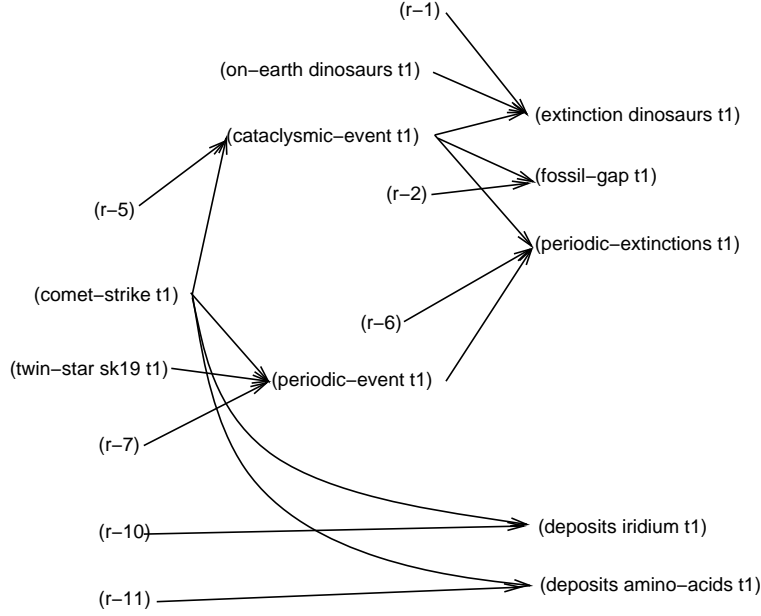 (r−1)
(on−earth dinosaurs t1)
(extinction dinosaurs t1)
(cataclysmic−event t1)
(fossil−gap t1)
(r−2)
(r−5)
(periodic−extinctions t1)
(comet−strike t1)
(r−6)
(twin−star sk19 t1)
(periodic−event t1)
(r−7)
(deposits iridium t1)
(r−10)
(deposits amino−acids t1)
(r−11)